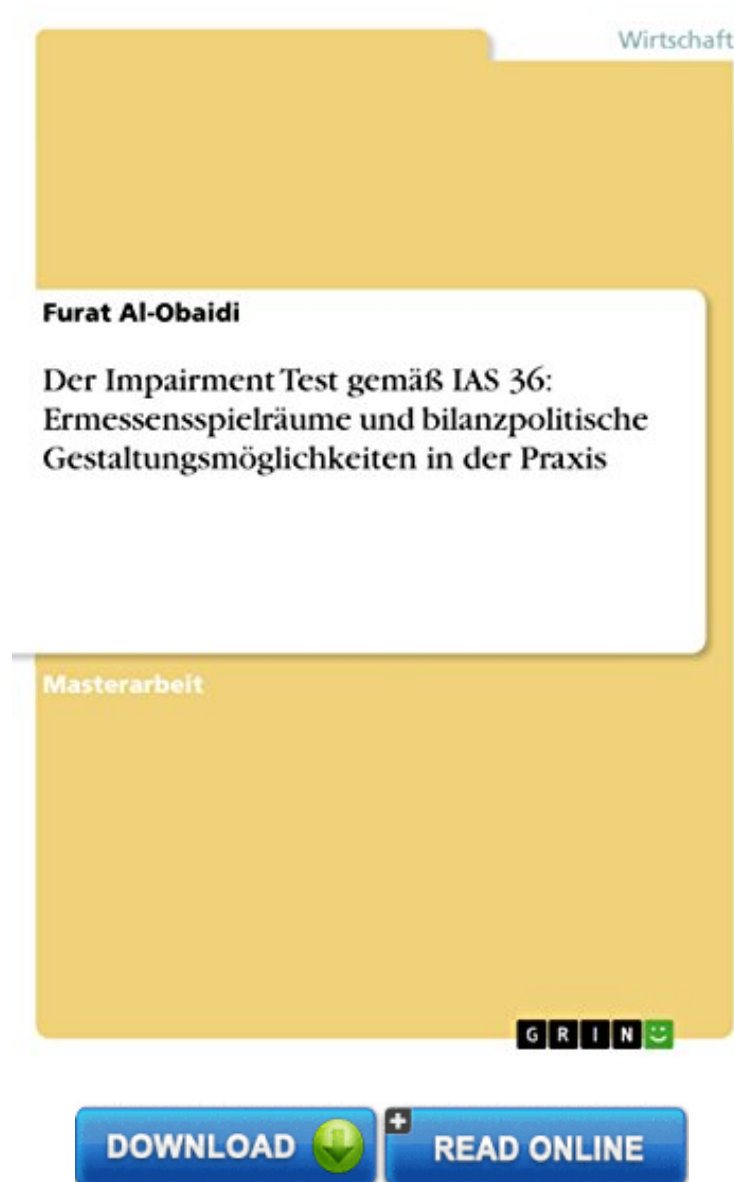 Wirtschaft
Furat Al-Obaidi
Der Impairment Test gemäß IAS 36:
Ermessensspielräume und bilanzpolitische
Gestaltungsmöglichkeiten in der Praxis
Masterarbeit
GRIN
DOWNLOAD
READ ONLINE